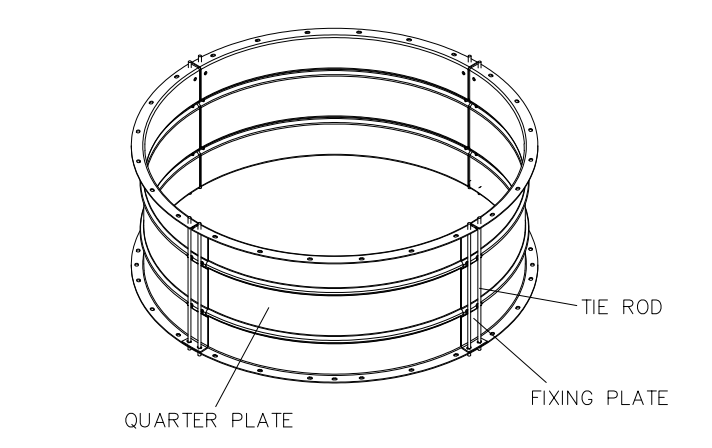 TIE ROD
FIXING PLATE
QUARTER PLATE